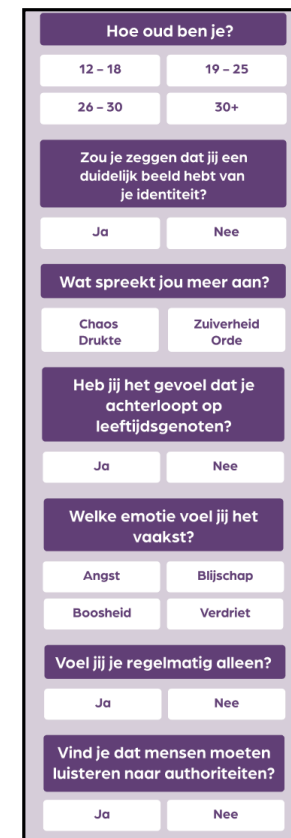 Hoe oud ben je?
12 – 18
19 – 25
26 – 30
30+
Zou je zeggen dat jij een
duidelijk beeld hebt van
je identiteit?
Ja
Nee
Wat spreekt jou meer aan?
Chaos
Drukte
Zuiverheid
Orde
Heb jij het gevoel dat je
achterloopt op
leeftijdsgenoten?
Ja
Nee
Welke emotie voel jij het
vaakst?
Angst
Blijschap
Boosheid
Verdriet
Voel jij je regelmatig alleen?
Ja
Nee
Vind je dat mensen moeten
luisteren naar authoriteiten?
Ja
Nee